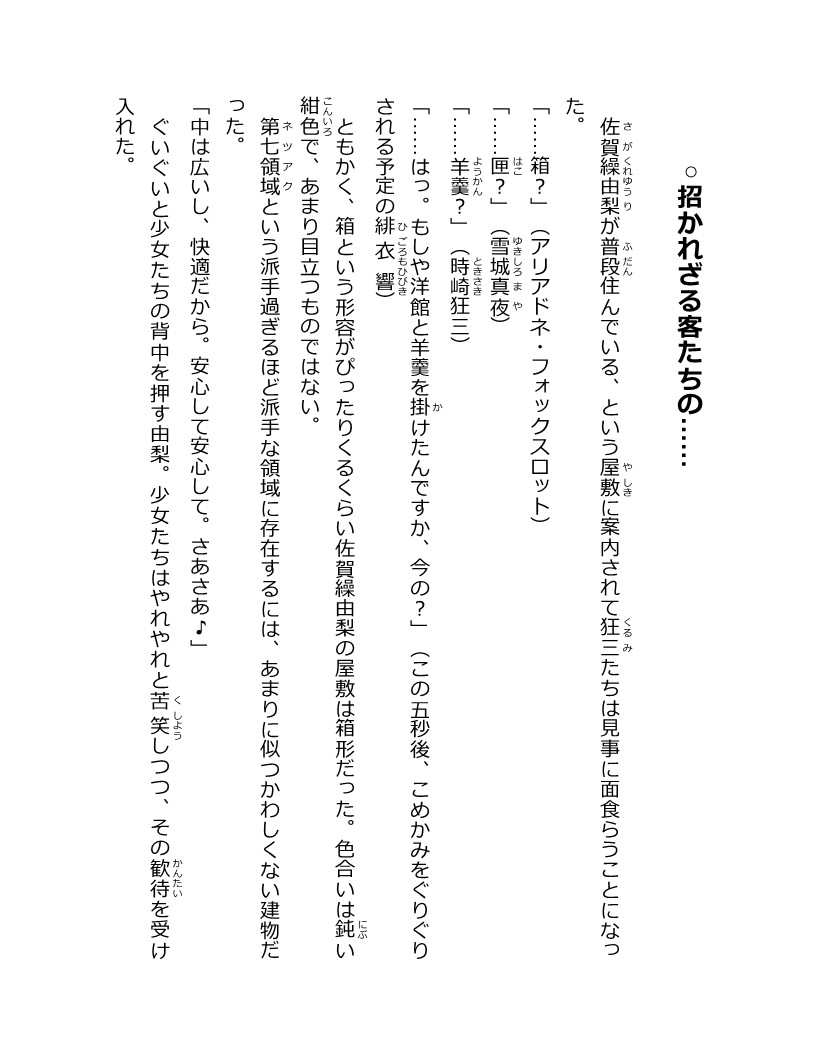 ○招かれざる客たちの……
佐賀繰由梨が普段住んでいる、という屋敷に案内されて狂三たちは見事に面食らうことになっ
た。
「……箱？」（アリアドネ・フォックスロット）
「……匣？」（雪城真夜）
「……羊羹？」（時崎狂三）
「……はっ。もしや洋館と羊羹を掛けたんですか、今の？」（この五秒後、こめかみをぐりぐり
される予定の緋衣響）
ともかく、箱という形容がぴったりくるくらい佐賀繰由梨の屋敷は箱形だった。色合いは鈍い
紺色で、あまり目立つものではない。
第七領域という派手過ぎるほど派手な領域に存在するには、あまりに似つかわしくない建物だ
った。
「中は広いし、快適だから。安心して安心して。さあさあ♪」
ぐいぐいと少女たちの背中を押す由梨。少女たちはやれやれと苦笑しつつ、その歓待を受け
入れた。